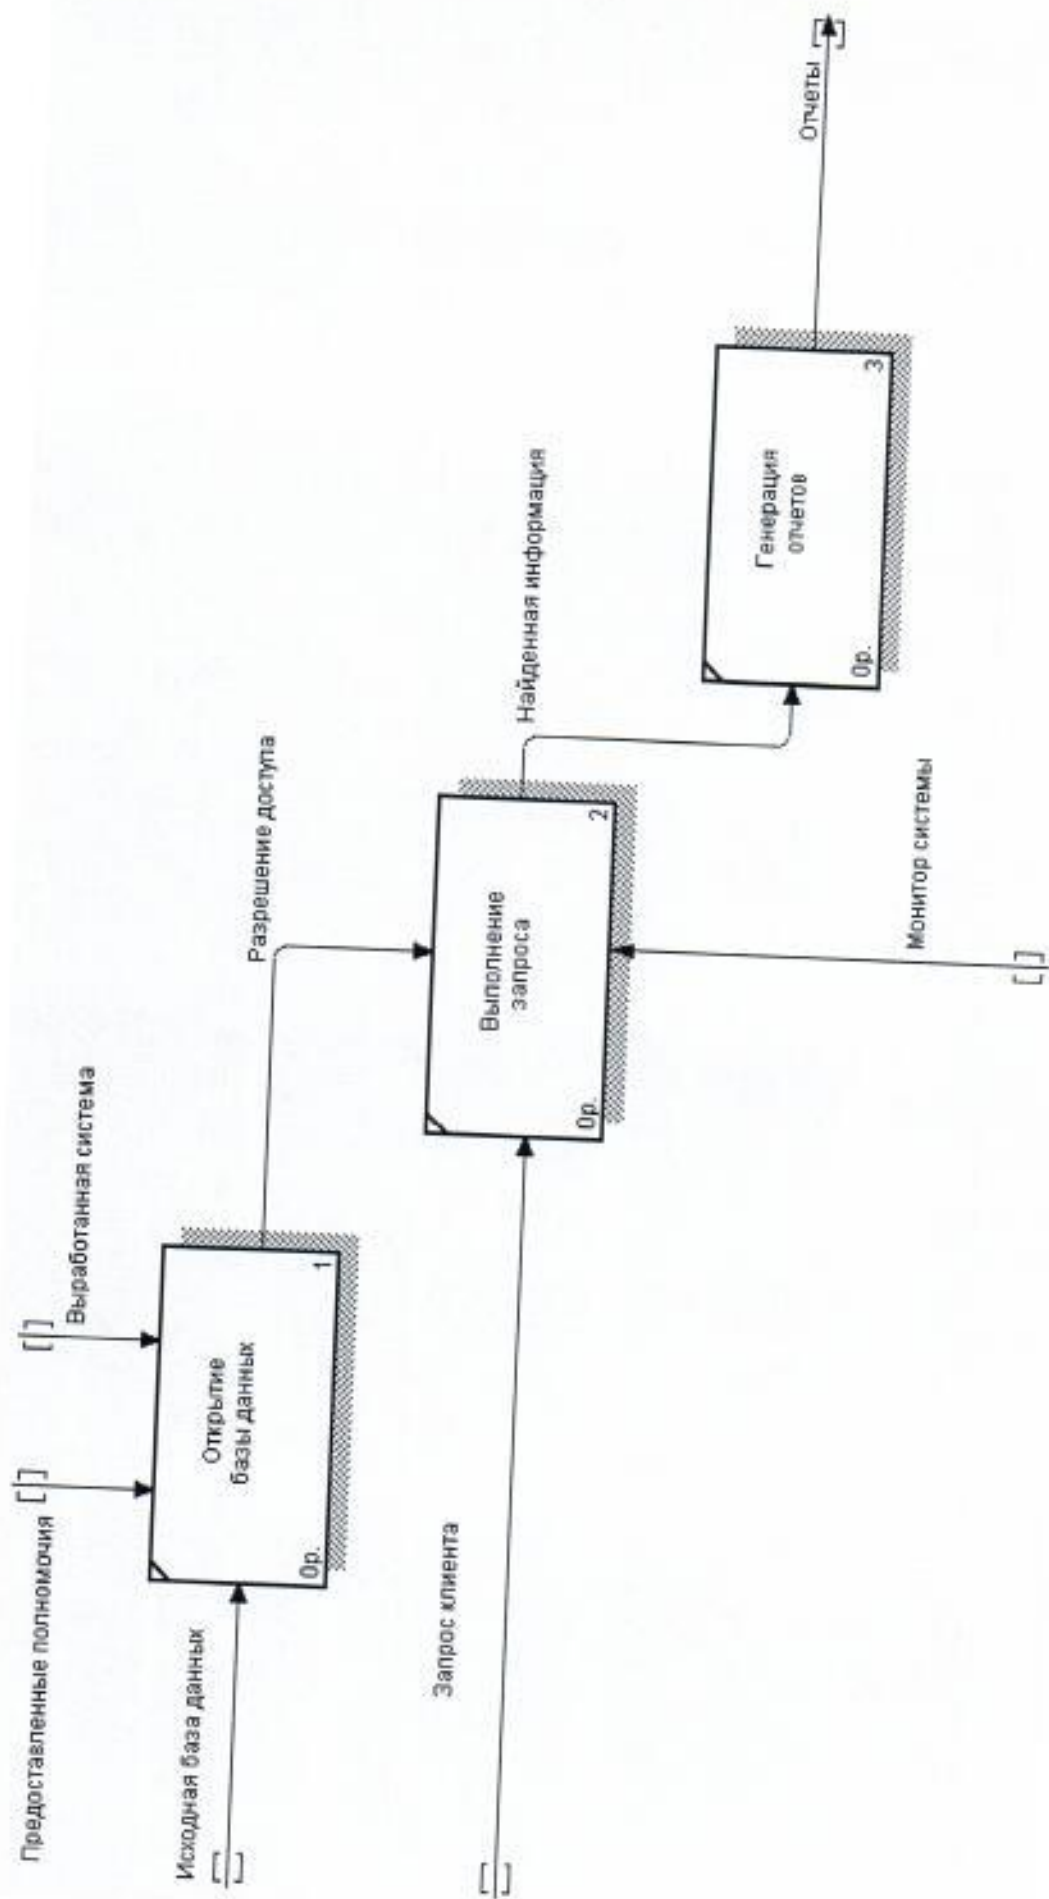 Предоставленные полномочия
Выработанная система
Исходная база данных
Открытие
базы данных
0р.
1
Разрешение доступа
Запрос клиента
Выполнение
запроса
0р.
2
Найденная информация
Монитор системы
Генерация
отчетов
0р.
3
Отчеты